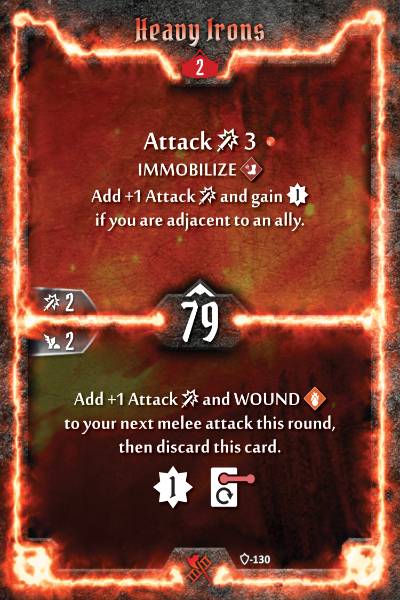 Heavy Irons
2
Attack 3
IMMOBILIZE
Add +1 Attack and gain 1
if you are adjacent to an ally.
2
79
2
Add +1 Attack and WOUND
to your next melee attack this round,
then discard this card.
1
-130